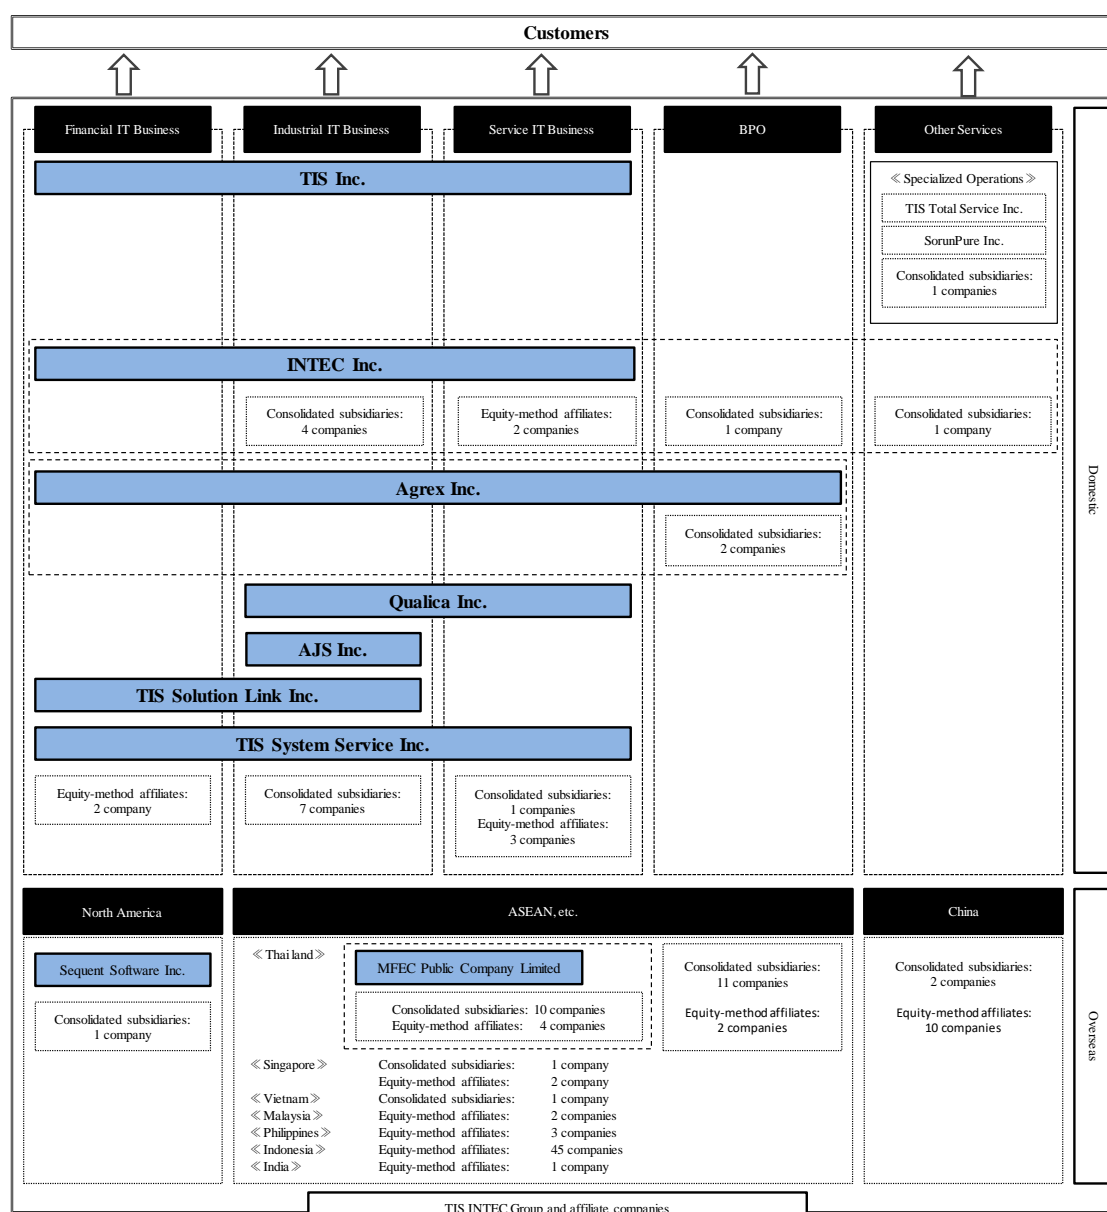 Customers
Financial IT Business
Industrial IT Business
Service IT Business
BPO
Other Services
TIS Inc.
≪Specialized Operations≫
TIS Total Service Inc.
SorunPure Inc.
Consolidated subsidiaries:
1 companies
INTEC Inc.
Consolidated subsidiaries:
4 companies
Equity-method affiliates:
2 companies
Consolidated subsidiaries:
1 company
Consolidated subsidiaries:
1 company
Agrex Inc.
Consolidated subsidiaries:
2 companies
Qualica Inc.
AJS Inc.
TIS Solution Link Inc.
TIS System Service Inc.
Equity-method affiliates:
2 company
Consolidated subsidiaries:
7 companies
Consolidated subsidiaries:
1 companies
Equity-method affiliates:
3 companies
Domestic
North America
ASEAN, etc.
China
Sequent Software Inc.
Consolidated subsidiaries:
1 company
≪Thailand≫
MFEC Public Company Limited
Consolidated subsidiaries: 10 companies
Equity-method affiliates: 4 companies
Consolidated subsidiaries:
11 companies
Equity-method affiliates:
2 companies
Consolidated subsidiaries:
2 companies
Equity-method affiliates:
10 companies
≪Singapore≫ Consolidated subsidiaries: 1 company
Equity-method affiliates: 2 company
≪Vietnam≫ Consolidated subsidiaries: 1 company
≪Malaysia≫ Equity-method affiliates: 2 companies
≪Philippines≫ Equity-method affiliates: 3 companies
≪Indonesia≫ Equity-method affiliates: 45 companies
≪India≫ Equity-method affiliates: 1 company
Overseas
TIS INTEC Group and affiliate companies